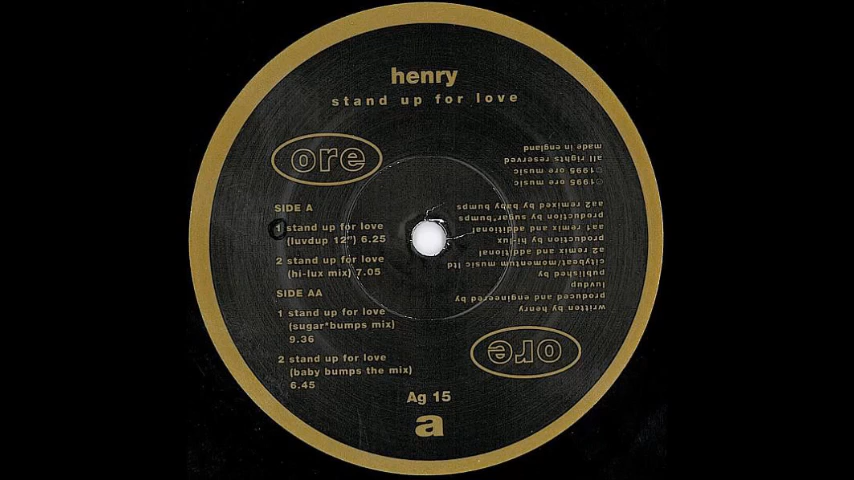 henry
stand up for love
ore
SIDE A
1 stand up for love
(luvdup 12") 6.25
2 stand up for love
(hi-lux mix) 7.05
SIDE AA
1 stand up for love
(sugar*bumps mix)
9.36
2 stand up for love
(baby bumps the mix)
6.45
Ag 15
a
ore
written by henry
produced and engineered by
luvdup
published by
citybeat/momentum music ltd
a2 remix and additional
production by hi-lux
aa1 remix and additional
production by sugar*bumps
aa2 remixed by baby bumps
©1995 ore music
all rights reserved
made in england